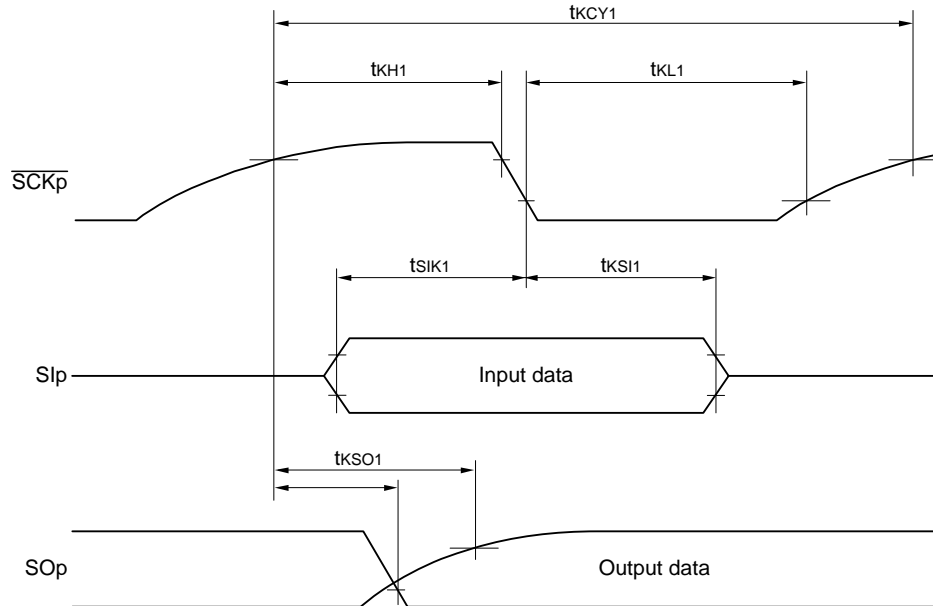 tKCY1
tKH1
tKL1
SCKp
tSIK1
tKSI1
SIp
Input data
tKSO1
SOp
Output data